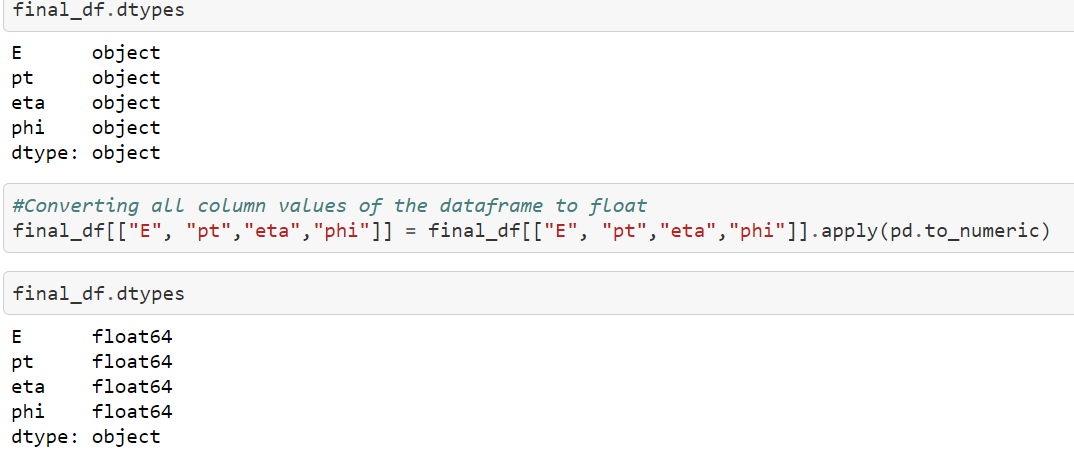 final_df.dtypes
E      object
pt     object
eta    object
phi    object
dtype: object
#Converting all column values of the dataframe to float
final_df[["E", "pt","eta","phi"]] = final_df[["E", "pt","eta","phi"]].apply(pd.to_numeric)
final_df.dtypes
E      float64
pt     float64
eta    float64
phi    float64
dtype: object